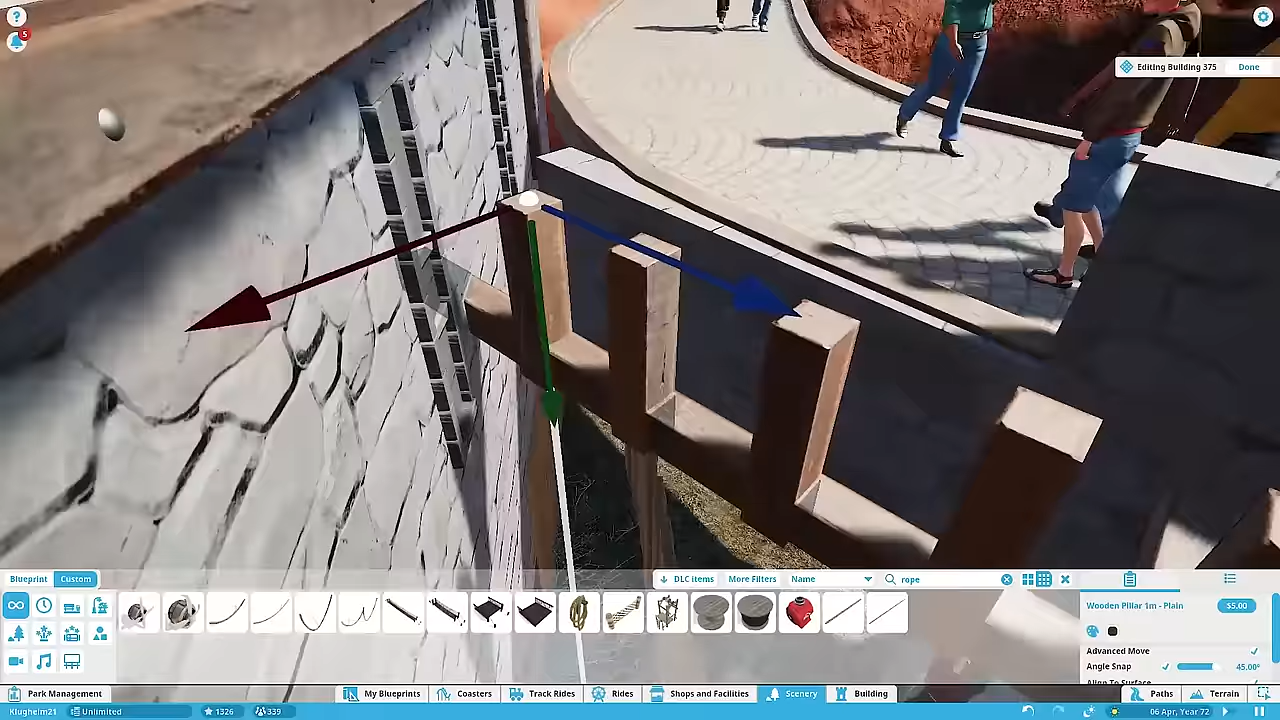 ?
5
Editing Building 375 Done
Blueprint Custom
DLC items More Filters Name rope
Wooden Pillar 1m - Plain $5.00
Advanced Move
Angle Snap 45.00°
Park Management My Blueprints Coasters Track Rides Rides Shops and Facilities Scenery Building Paths Terrain
Klugheim21 Unlimited 1326 339 06 Apr, Year 72